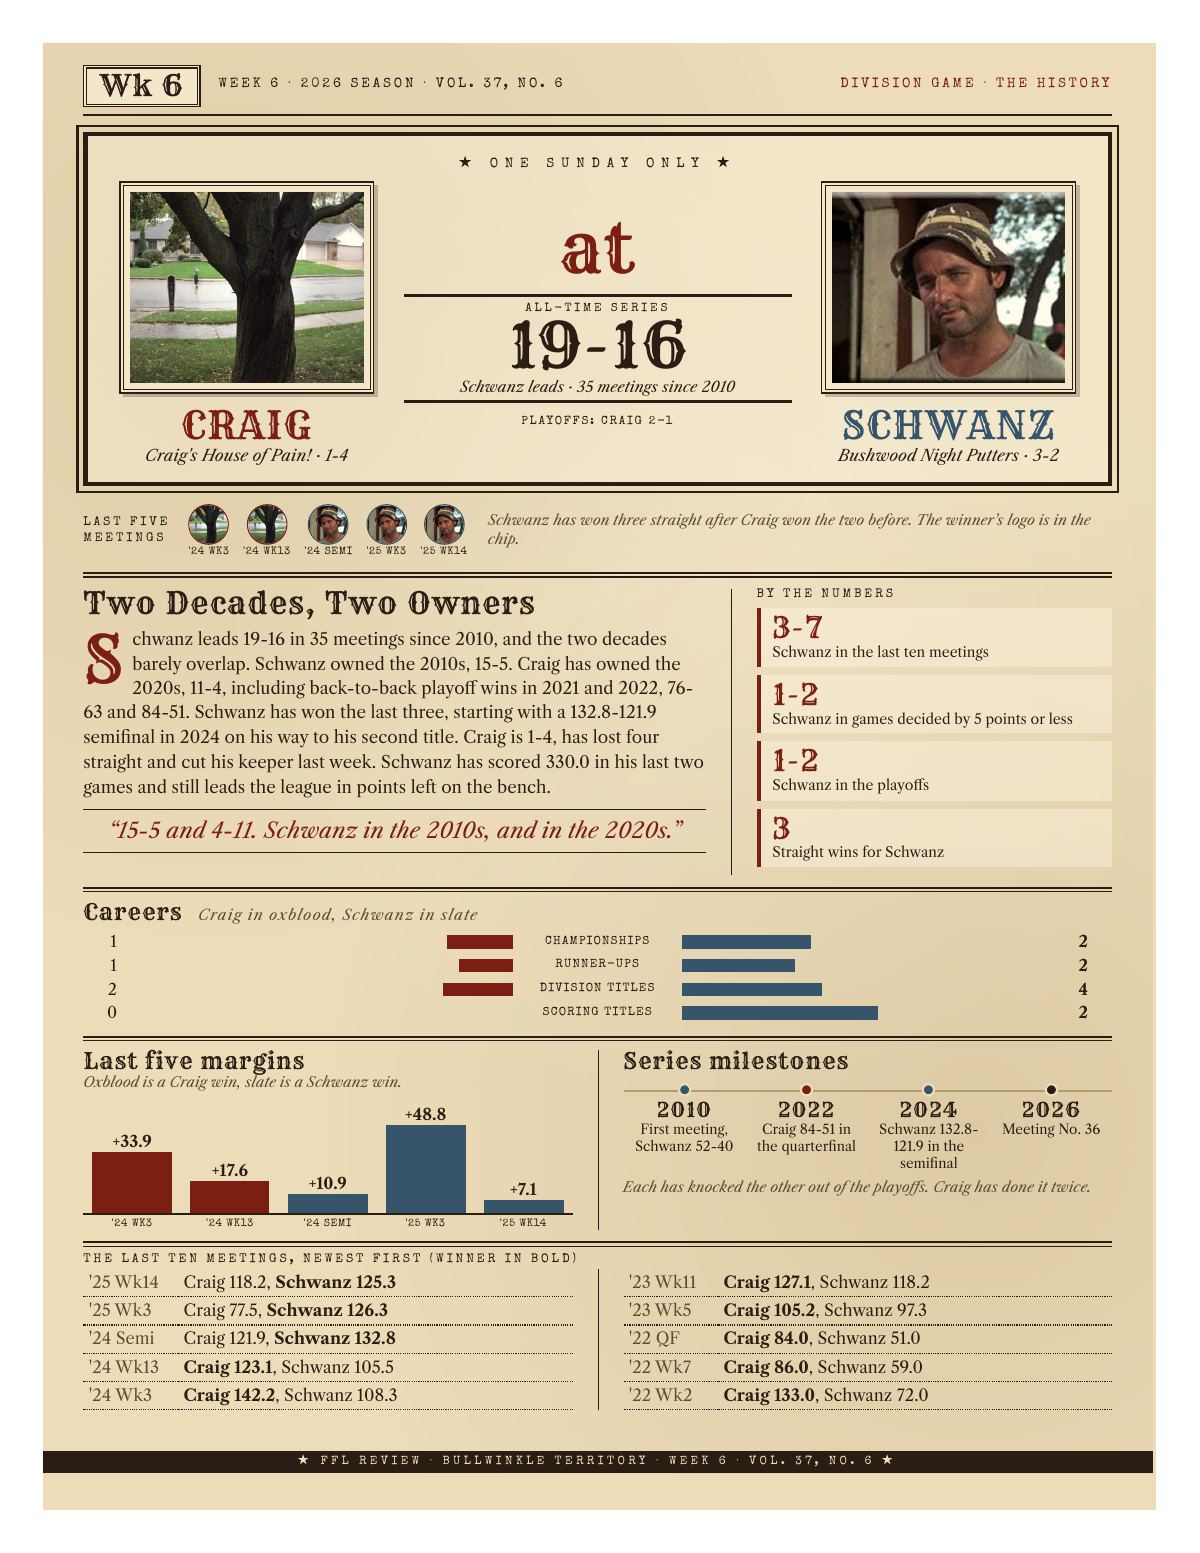 Wk 6
WEEK 6 · 2026 SEASON · VOL. 37, NO. 6
DIVISION GAME · THE HISTORY
★ ONE SUNDAY ONLY ★
at
ALL-TIME SERIES
19-16
Schwanz leads · 35 meetings since 2010
PLAYOFFS: CRAIG 2-1
CRAIG
Craig's House of Pain! · 1-4
SCHWANZ
Bushwood Night Putters · 3-2
LAST FIVE
MEETINGS
'24 WK3
'24 WK13
'24 SEMI
'25 WK3
'25 WK14
Schwanz has won three straight after Craig won the two before. The winner’s logo is in the
chip.
Two Decades, Two Owners
Schwanz leads 19-16 in 35 meetings since 2010, and the two decades
barely overlap. Schwanz owned the 2010s, 15-5. Craig has owned the
2020s, 11-4, including back-to-back playoff wins in 2021 and 2022, 76-
63 and 84-51. Schwanz has won the last three, starting with a 132.8-121.9
semifinal in 2024 on his way to his second title. Craig is 1-4, has lost four
straight and cut his keeper last week. Schwanz has scored 330.0 in his last two
games and still leads the league in points left on the bench.
“15-5 and 4-11. Schwanz in the 2010s, and in the 2020s.”
BY THE NUMBERS
3-7
Schwanz in the last ten meetings
1-2
Schwanz in games decided by 5 points or less
1-2
Schwanz in the playoffs
3
Straight wins for Schwanz
Careers Craig in oxblood, Schwanz in slate
1 CHAMPIONSHIPS 2
1 RUNNER-UPS 2
2 DIVISION TITLES 4
0 SCORING TITLES 2
Last five margins
Oxblood is a Craig win, slate is a Schwanz win.
+33.9
+17.6
+10.9
+48.8
+7.1
'24 WK3
'24 WK13
'24 SEMI
'25 WK3
'25 WK14
Series milestones
2010
First meeting,
Schwanz 52-40
2022
Craig 84-51 in
the quarterfinal
2024
Schwanz 132.8-
121.9 in the
semifinal
2026
Meeting No. 36
Each has knocked the other out of the playoffs. Craig has done it twice.
THE LAST TEN MEETINGS, NEWEST FIRST (WINNER IN BOLD)
'25 Wk14 Craig 118.2, Schwanz 125.3
'25 Wk3 Craig 77.5, Schwanz 126.3
'24 Semi Craig 121.9, Schwanz 132.8
'24 Wk13 Craig 123.1, Schwanz 105.5
'24 Wk3 Craig 142.2, Schwanz 108.3
'23 Wk11 Craig 127.1, Schwanz 118.2
'23 Wk5 Craig 105.2, Schwanz 97.3
'22 QF Craig 84.0, Schwanz 51.0
'22 Wk7 Craig 86.0, Schwanz 59.0
'22 Wk2 Craig 133.0, Schwanz 72.0
★ FFL REVIEW · BULLWINKLE TERRITORY · WEEK 6 · VOL. 37, NO. 6 ★